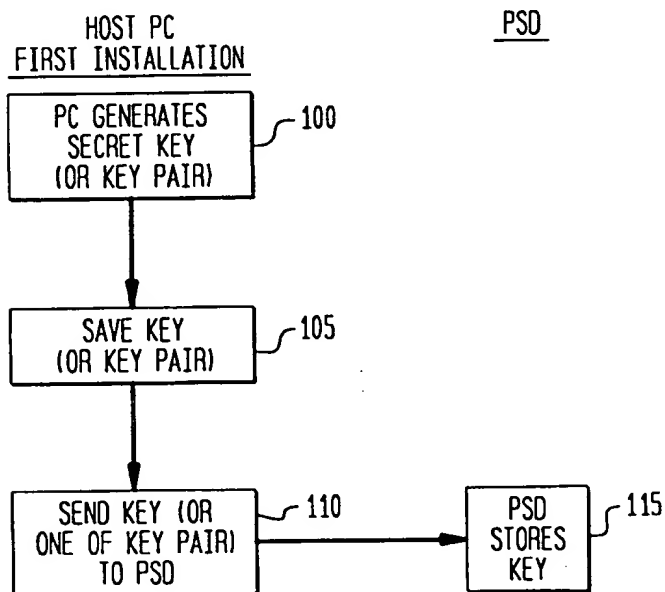 HOST PC
FIRST INSTALLATION
PSD
PC GENERATES
SECRET KEY
(OR KEY PAIR)
100
SAVE KEY
(OR KEY PAIR)
105
SEND KEY (OR
ONE OF KEY PAIR)
TO PSD
110
PSD
STORES
KEY
115